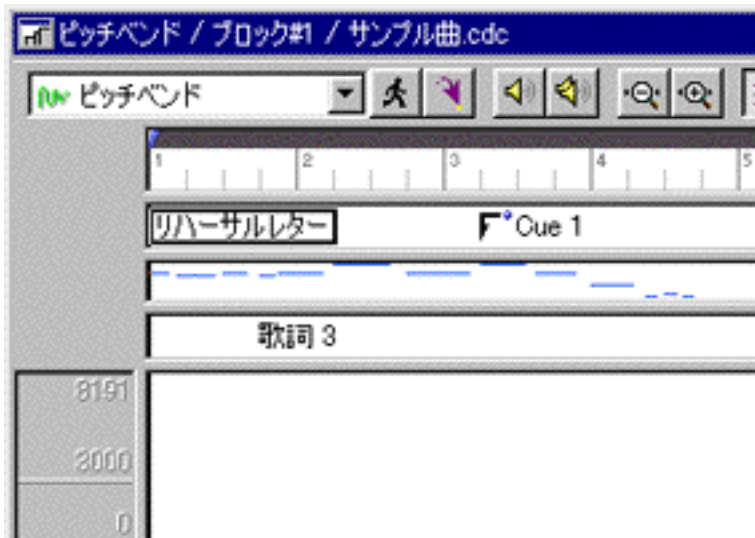 ピッチベンド / ブロック#1 / サンプル曲.cdc
ピッチベンド
1 2 3 4 5
リハーサルレター Cue 1
歌詞 3
8191
3000
0